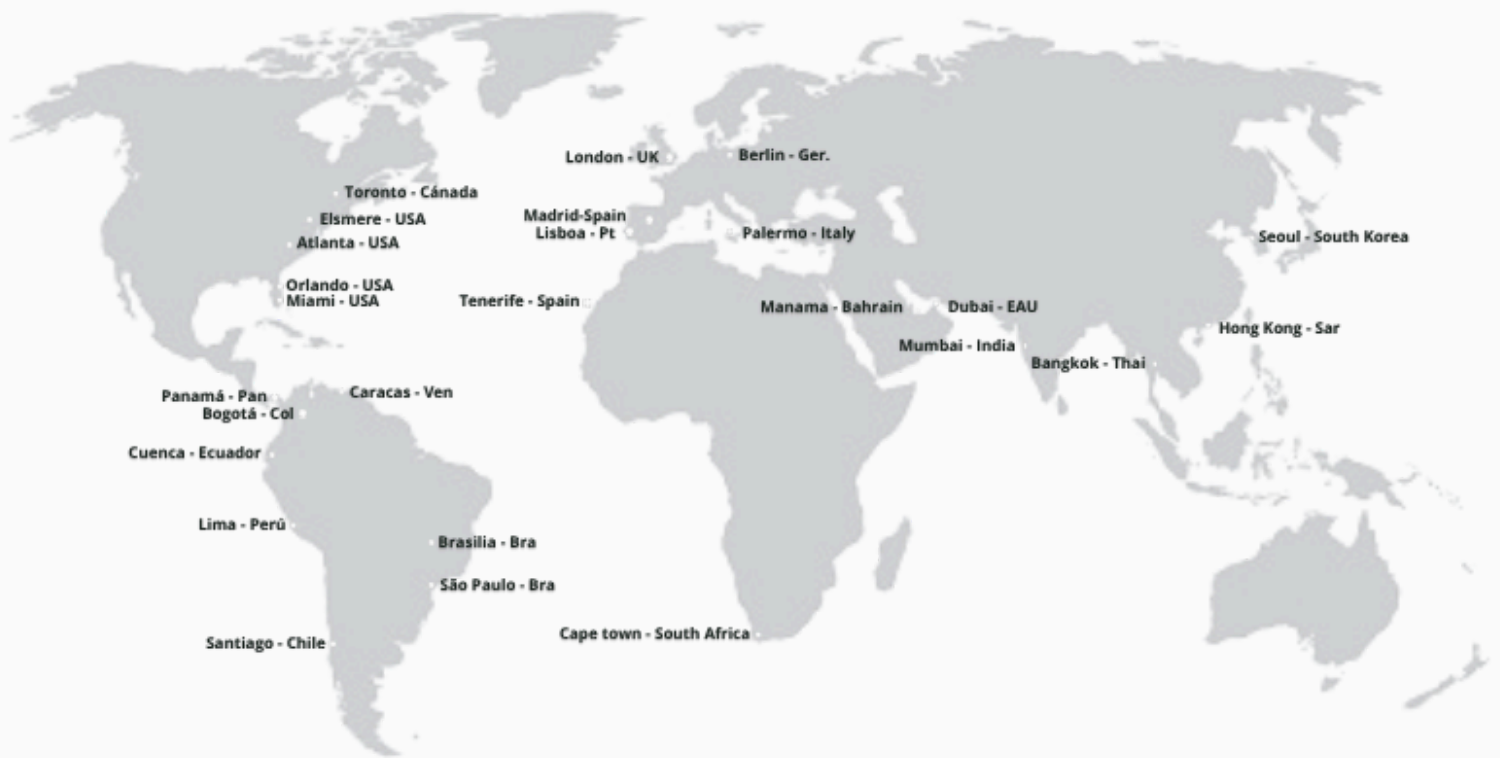 London - UK
Berlin - Ger.
Toronto - Cánada
Elsmere - USA
Atlanta - USA
Madrid-Spain
Lisboa - Pt
Palermo - Italy
Seoul - South Korea
Orlando - USA
Miami - USA
Tenerife - Spain
Manama - Bahrain
Dubai - EAU
Hong Kong - Sar
Mumbai - India
Bangkok - Thai
Panamá - Pan
Caracas - Ven
Bogotá - Col
Cuenca - Ecuador
Lima - Perú
Brasilia - Bra
São Paulo - Bra
Cape town - South Africa
Santiago - Chile